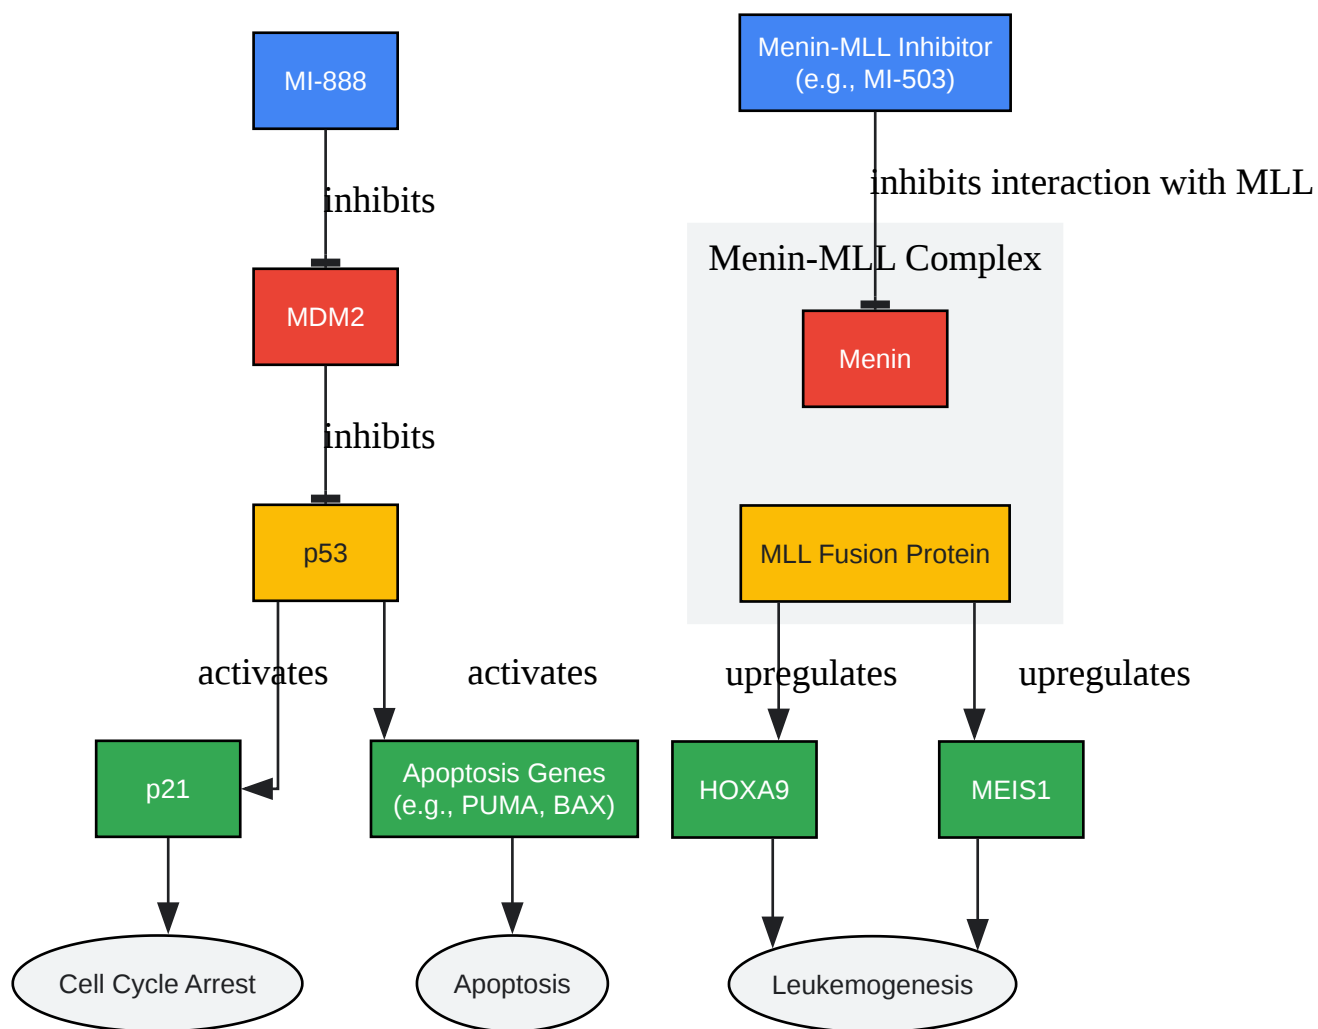 MI-888
inhibits
MDM2
inhibits
p53
activates
activates
p21
Apoptosis Genes
(e.g., PUMA, BAX)
Cell Cycle Arrest
Apoptosis
Menin-MLL Inhibitor
(e.g., MI-503)
inhibits interaction with MLL
Menin-MLL Complex
Menin
MLL Fusion Protein
upregulates
upregulates
HOXA9
MEIS1
Leukemogenesis